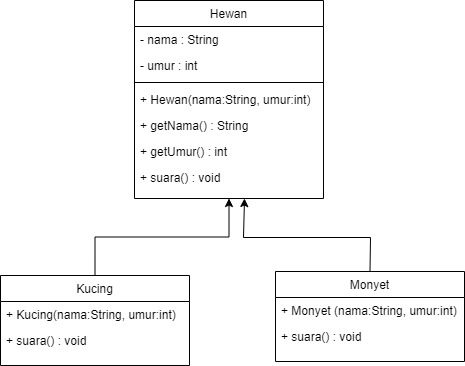 Hewan
- nama : String
- umur : int
+ Hewan(nama:String, umur:int)
+ getNama() : String
+ getUmur() : int
+ suara() : void
Kucing
+ Kucing(nama:String, umur:int)
+ suara() : void
Monyet
+ Monyet (nama:String, umur:int)
+ suara() : void